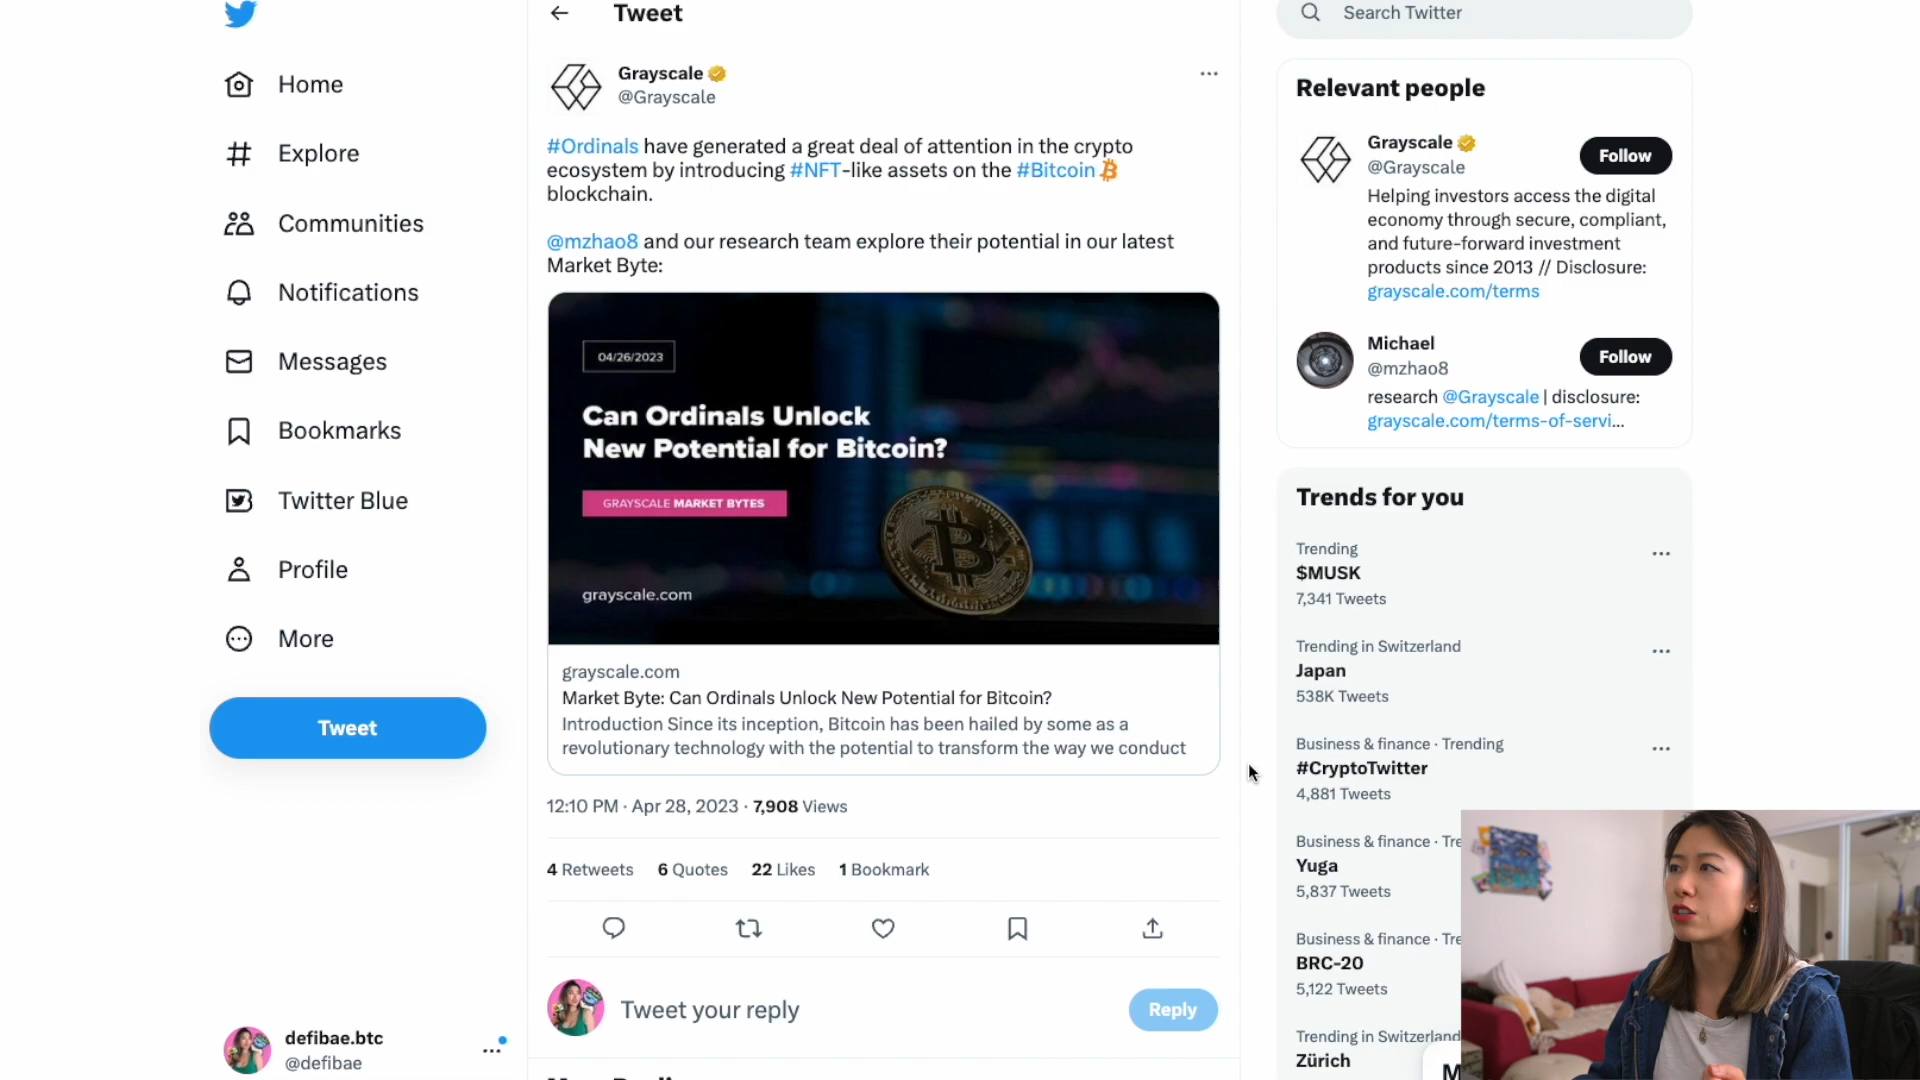 Home
Explore
Communities
Notifications
Messages
Bookmarks
Twitter Blue
Profile
More
Tweet
defibae.btc
@defibae
Tweet
Grayscale
@Grayscale
#Ordinals have generated a great deal of attention in the crypto
ecosystem by introducing #NFT-like assets on the #Bitcoin
blockchain.
@mzhao8 and our research team explore their potential in our latest
Market Byte:
04/26/2023
Can Ordinals Unlock
New Potential for Bitcoin?
GRAYSCALE MARKET BYTES
grayscale.com
grayscale.com
Market Byte: Can Ordinals Unlock New Potential for Bitcoin?
Introduction Since its inception, Bitcoin has been hailed by some as a
revolutionary technology with the potential to transform the way we conduct
12:10 PM · Apr 28, 2023 · 7,908 Views
4 Retweets 6 Quotes 22 Likes 1 Bookmark
Tweet your reply
Reply
Search Twitter
Relevant people
Grayscale
@Grayscale
Follow
Helping investors access the digital
economy through secure, compliant,
and future-forward investment
products since 2013 // Disclosure:
grayscale.com/terms
Michael
@mzhao8
Follow
research @Grayscale | disclosure:
grayscale.com/terms-of-servi...
Trends for you
Trending
$MUSK
7,341 Tweets
Trending in Switzerland
Japan
538K Tweets
Business & finance · Trending
#CryptoTwitter
4,881 Tweets
Business & finance · Tre
Yuga
5,837 Tweets
Business & finance · Tre
BRC-20
5,122 Tweets
Trending in Switzerland
Zürich